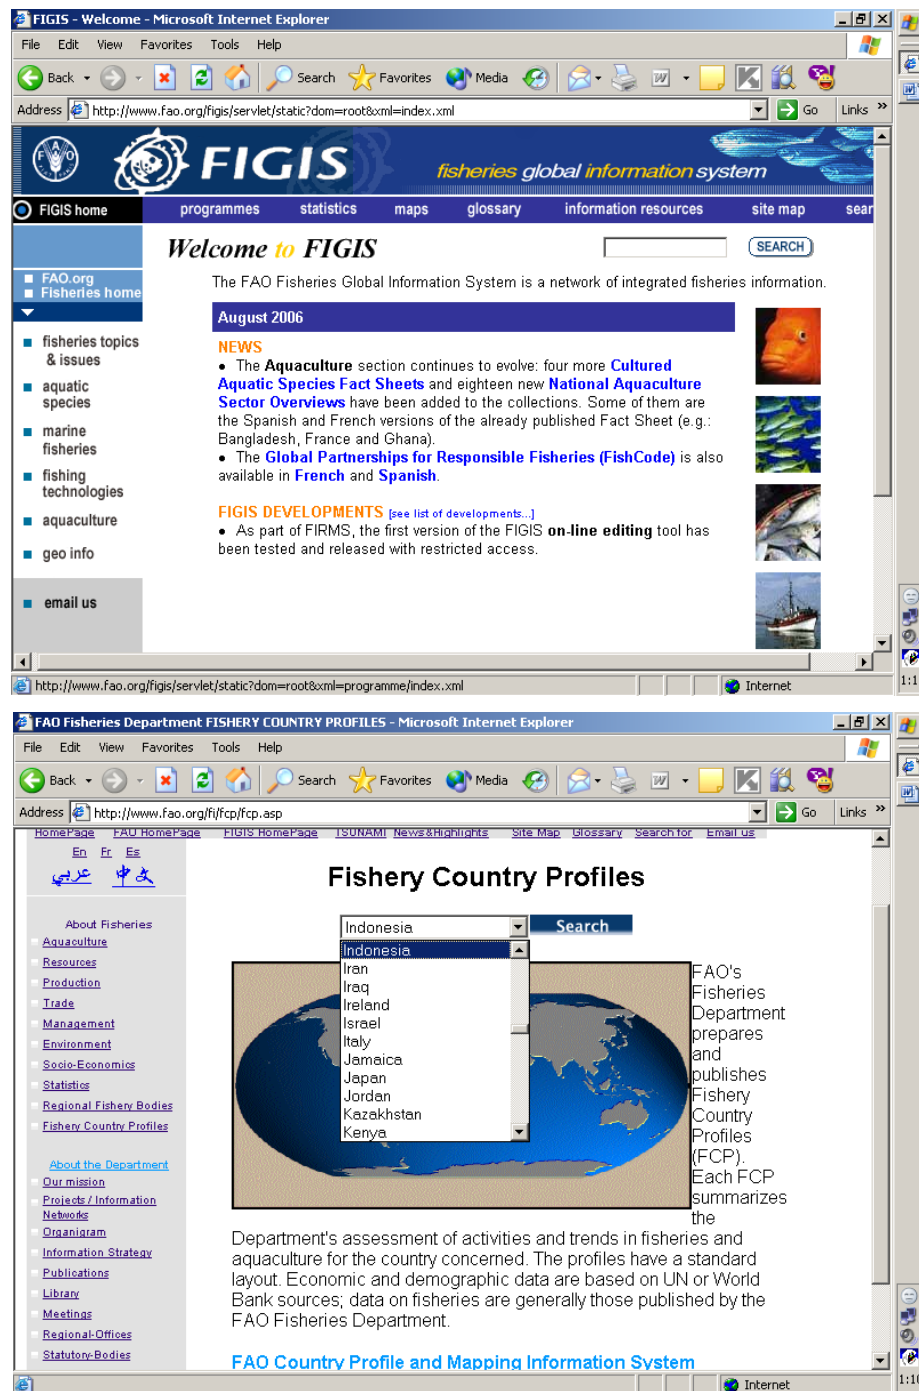 FIGIS - Welcome - Microsoft Internet Explorer
File Edit View Favorites Tools Help
Back Search Favorites Media
Address http://www.fao.org/figis/servlet/static?dom=root&xml=index.xml Go Links »
FAO FIGIS fisheries global information system
FIGIS home programmes statistics maps glossary information resources site map sear
Welcome to FIGIS SEARCH
FAO.org
Fisheries home
The FAO Fisheries Global Information System is a network of integrated fisheries information.
fisheries topics
& issues
aquatic
species
marine
fisheries
fishing
technologies
aquaculture
geo info
email us
August 2006
NEWS
• The Aquaculture section continues to evolve: four more Cultured
Aquatic Species Fact Sheets and eighteen new National Aquaculture
Sector Overviews have been added to the collections. Some of them are
the Spanish and French versions of the already published Fact Sheet (e.g.:
Bangladesh, France and Ghana).
• The Global Partnerships for Responsible Fisheries (FishCode) is also
available in French and Spanish.
FIGIS DEVELOPMENTS [see list of developments...]
• As part of FIRMS, the first version of the FIGIS on-line editing tool has
been tested and released with restricted access.
http://www.fao.org/figis/servlet/static?dom=root&xml=programme/index.xml Internet
1:1
FAO Fisheries Department FISHERY COUNTRY PROFILES - Microsoft Internet Explorer
File Edit View Favorites Tools Help
Back Search Favorites Media
Address http://www.fao.org/fi/fcp/fcp.asp Go Links »
HomePage FAO HomePage FIGIS HomePage TSUNAMI News&Highlights Site Map Glossary Search for Email us
En Fr Es
عربي 中文
About Fisheries
Aquaculture
Resources
Production
Trade
Management
Environment
Socio-Economics
Statistics
Regional Fishery Bodies
Fishery Country Profiles
About the Department
Our mission
Projects / Information
Networks
Organigram
Information Strategy
Publications
Library
Meetings
Regional-Offices
Statutory-Bodies
Fishery Country Profiles
Indonesia Search
Indonesia
Iran
Iraq
Ireland
Israel
Italy
Jamaica
Japan
Jordan
Kazakhstan
Kenya
FAO's
Fisheries
Department
prepares
and
publishes
Fishery
Country
Profiles
(FCP).
Each FCP
summarizes
the
Department's assessment of activities and trends in fisheries and
aquaculture for the country concerned. The profiles have a standard
layout. Economic and demographic data are based on UN or World
Bank sources; data on fisheries are generally those published by the
FAO Fisheries Department.
FAO Country Profile and Mapping Information System
Internet